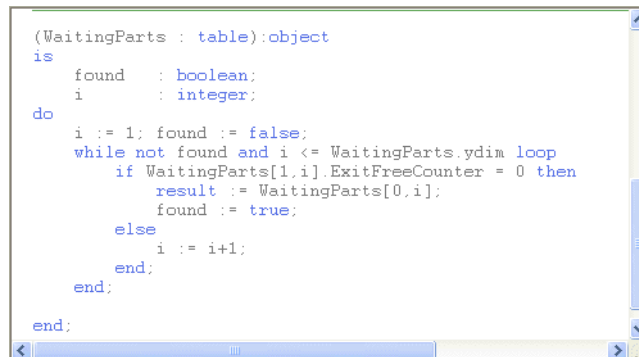 (WaitingParts : table):object
is
    found   : boolean;
    i       : integer;
do
    i := 1; found := false;
    while not found and i <= WaitingParts.ydim loop
        if WaitingParts[1,i].ExitFreeCounter = 0 then
            result := WaitingParts[0,i];
            found := true;
        else
            i := i+1;
        end;
    end;

end;